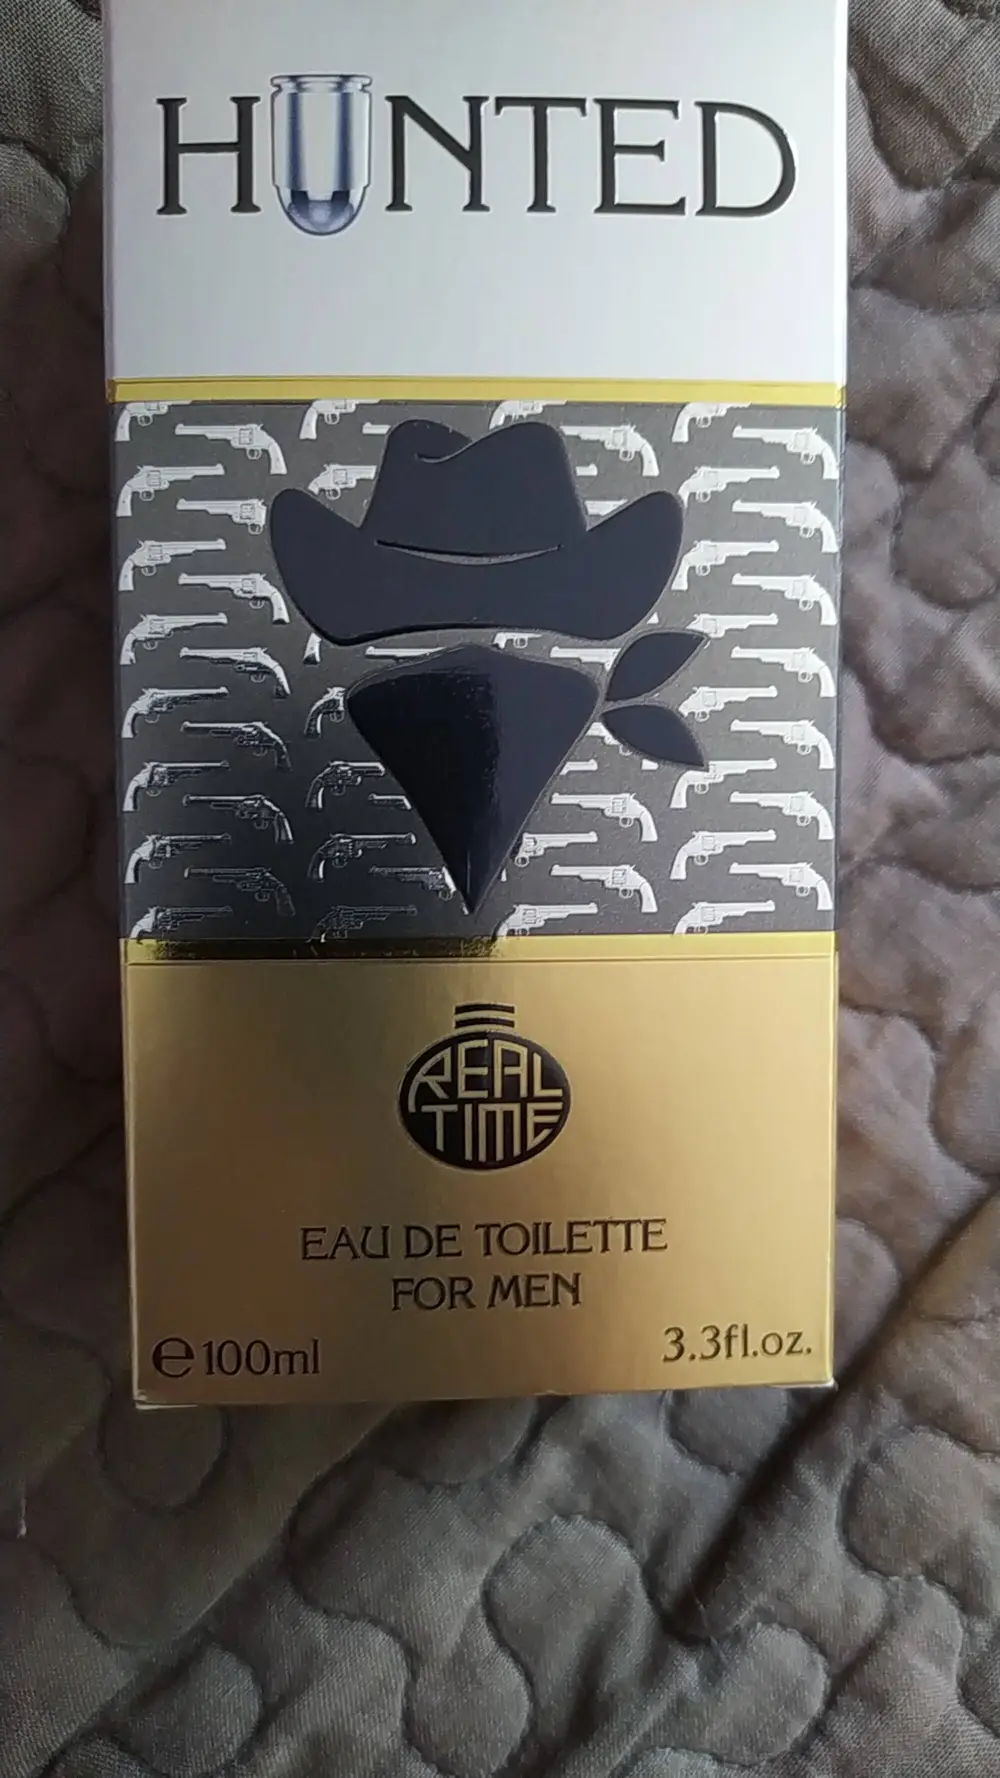 HUNTED
REAL
TIME
EAU DE TOILETTE
FOR MEN
℮100ml
3.3fl.oz.